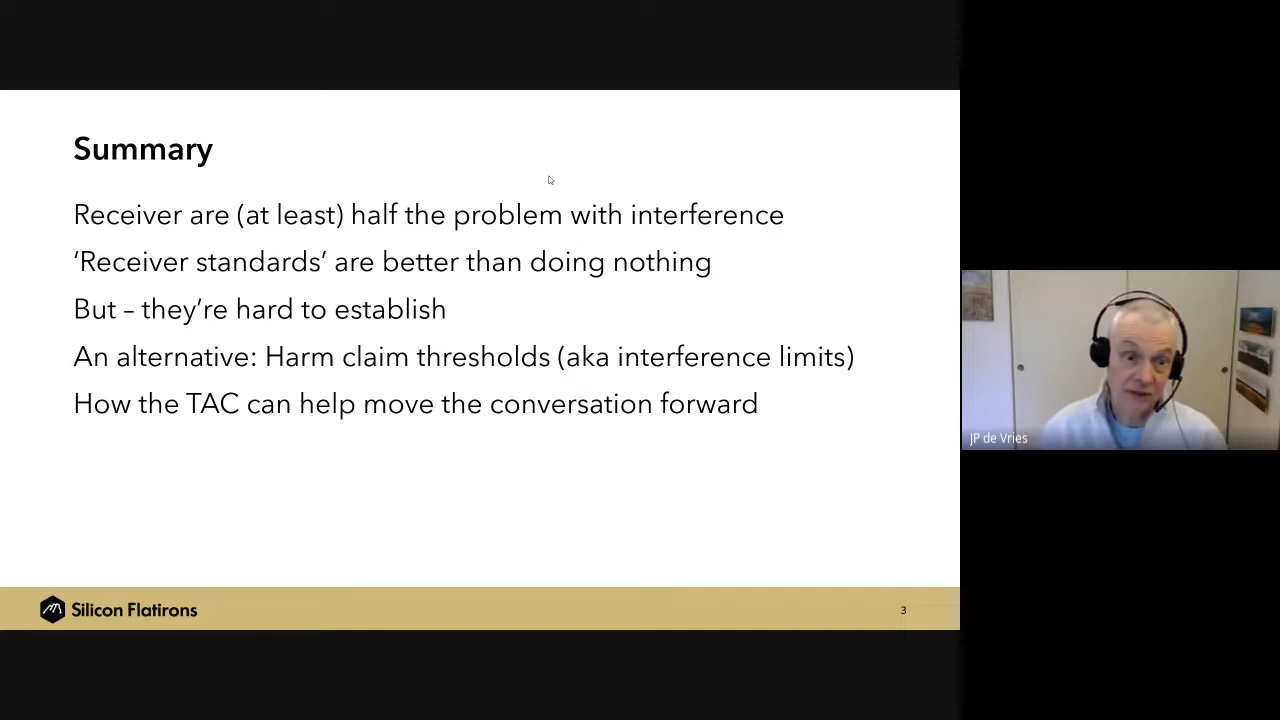 Summary
Receiver are (at least) half the problem with interference
‘Receiver standards’ are better than doing nothing
But – they’re hard to establish
An alternative: Harm claim thresholds (aka interference limits)
How the TAC can help move the conversation forward
JP de Vries
Silicon Flatirons
3